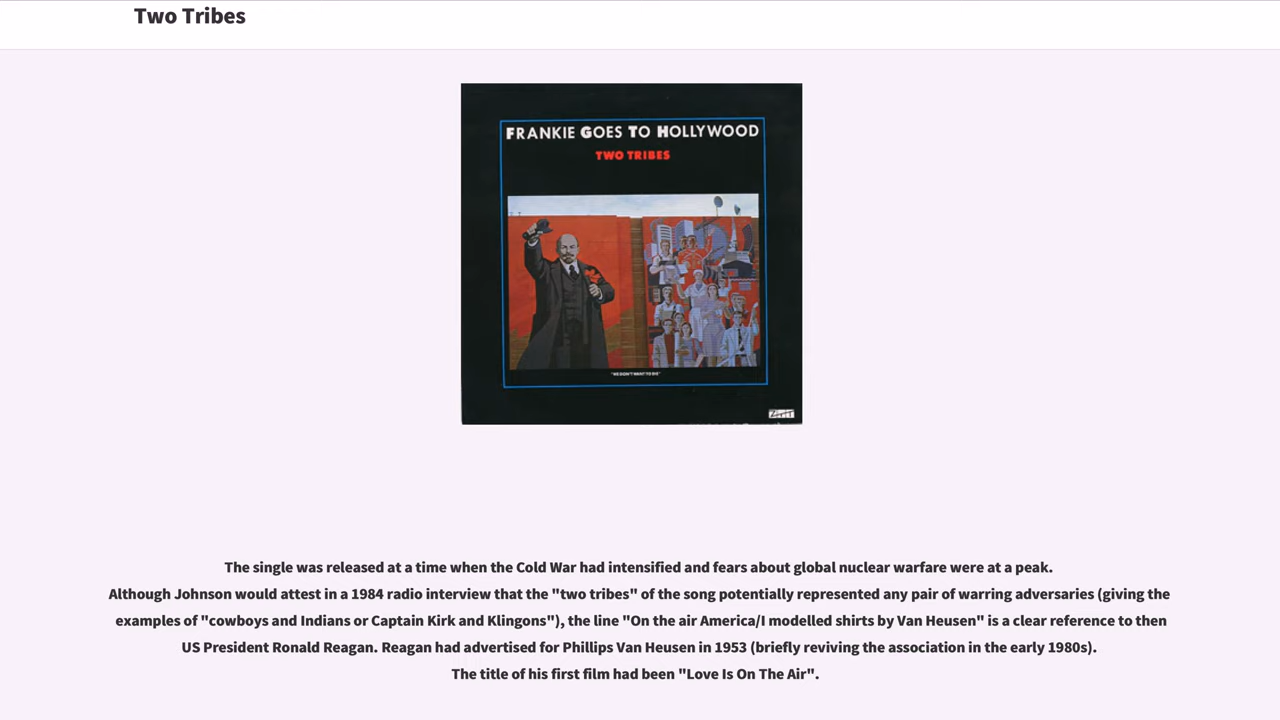 Two Tribes
FRANKIE GOES TO HOLLYWOOD
TWO TRIBES
"WE DON'T WANT TO DIE"
The single was released at a time when the Cold War had intensified and fears about global nuclear warfare were at a peak.
Although Johnson would attest in a 1984 radio interview that the "two tribes" of the song potentially represented any pair of warring adversaries (giving the
examples of "cowboys and Indians or Captain Kirk and Klingons"), the line "On the air America/I modelled shirts by Van Heusen" is a clear reference to then
US President Ronald Reagan. Reagan had advertised for Phillips Van Heusen in 1953 (briefly reviving the association in the early 1980s).
The title of his first film had been "Love Is On The Air".